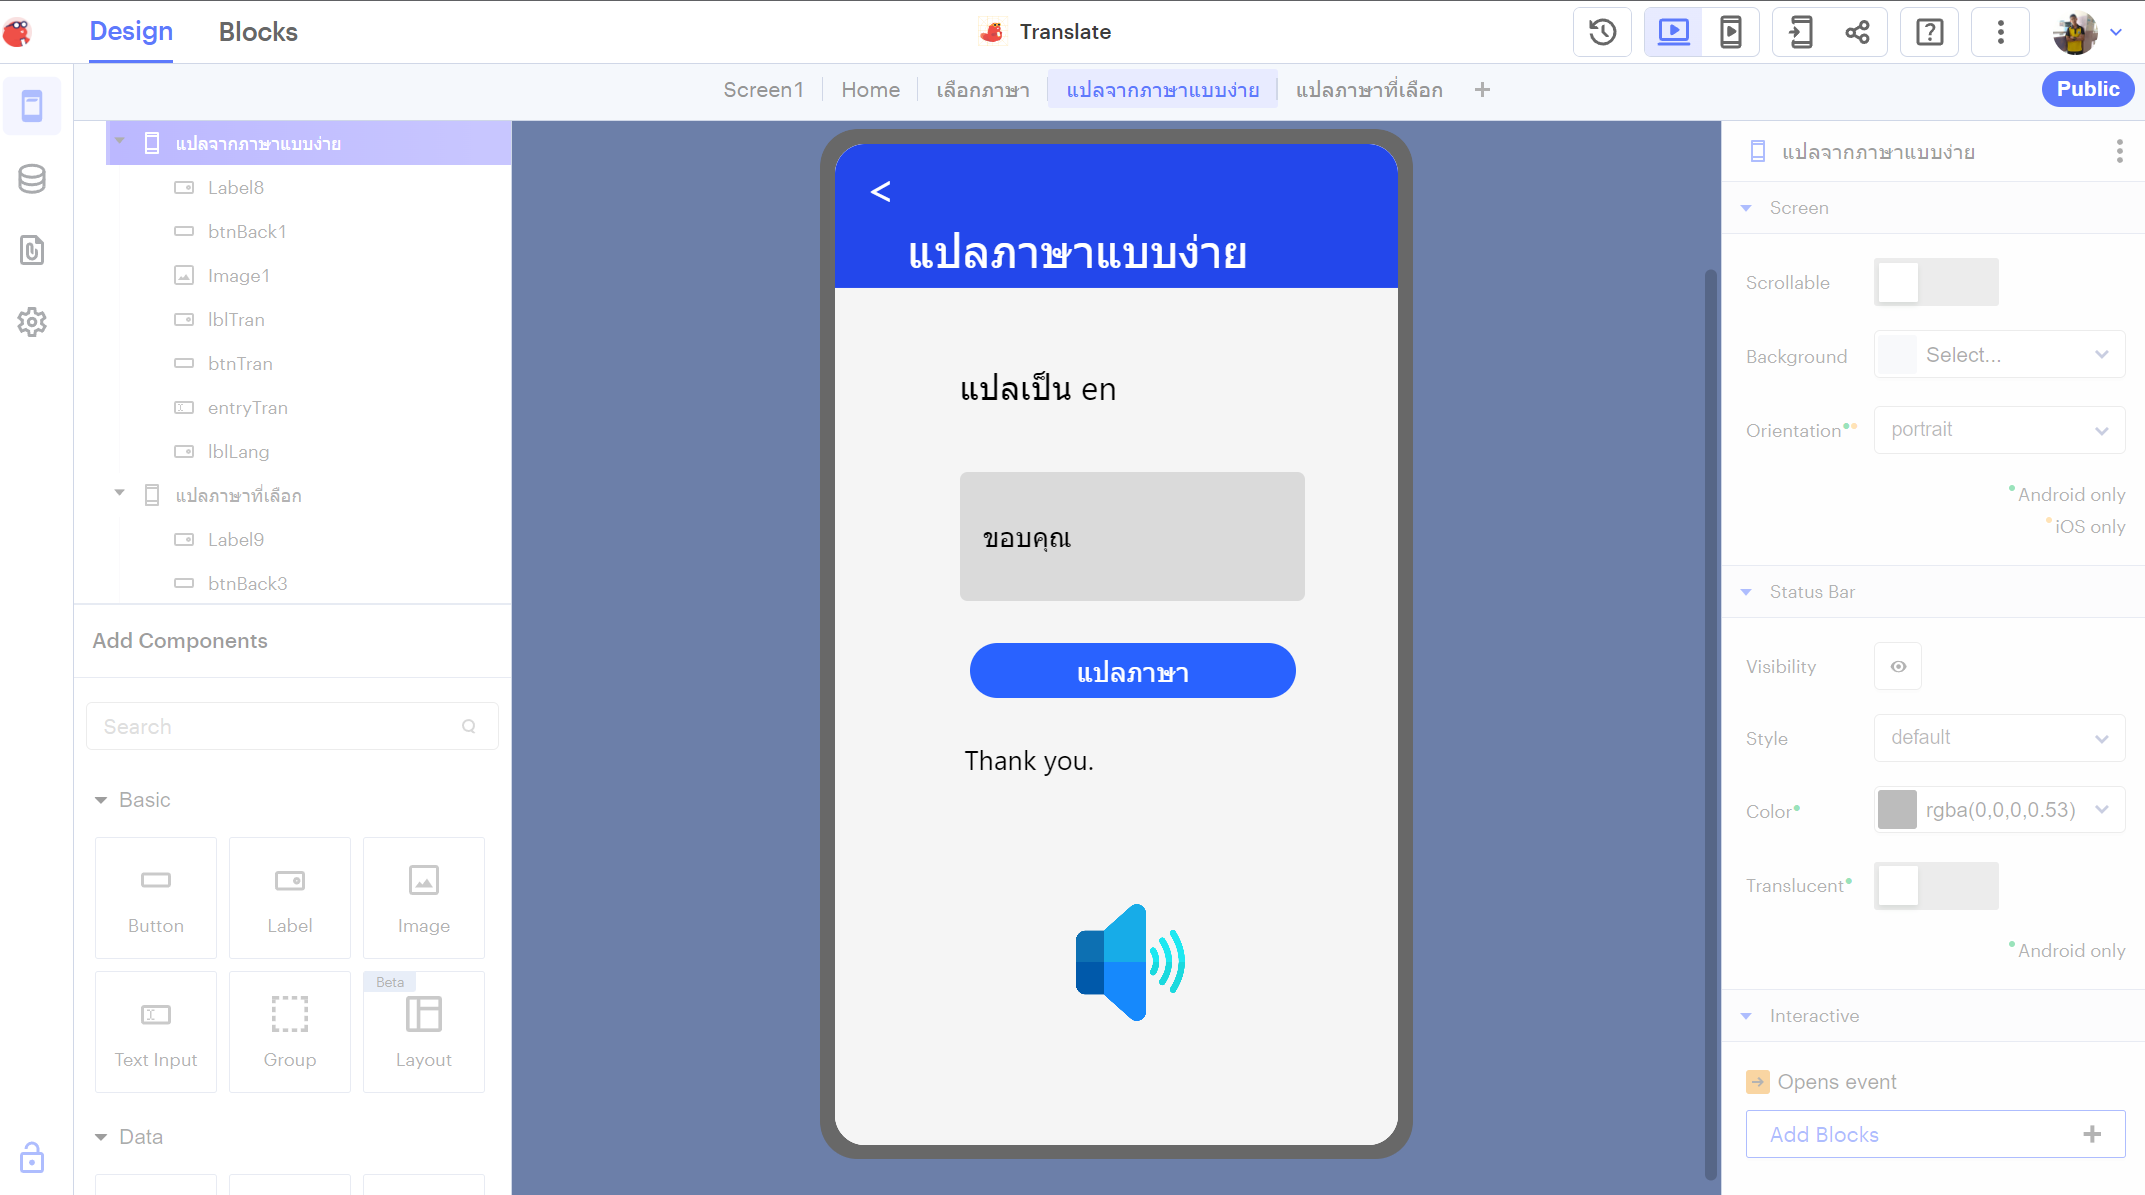 Design
Blocks
Translate
Screen1
Home
เลือกภาษา
แปลจากภาษาแบบง่าย
แปลภาษาที่เลือก
Public
แปลจากภาษาแบบง่าย
Label8
btnBack1
Image1
lblTran
btnTran
entryTran
lblLang
แปลภาษาที่เลือก
Label9
btnBack3
Add Components
Search
Basic
Button
Label
Image
Text Input
Group
Beta
Layout
Data
<
แปลภาษาแบบง่าย
แปลเป็น en
ขอบคุณ
แปลภาษา
Thank you.
แปลจากภาษาแบบง่าย
Screen
Scrollable
Background
Select...
Orientation
portrait
Android only
iOS only
Status Bar
Visibility
Style
default
Color
rgba(0,0,0,0.53)
Translucent
Android only
Interactive
Opens event
Add Blocks